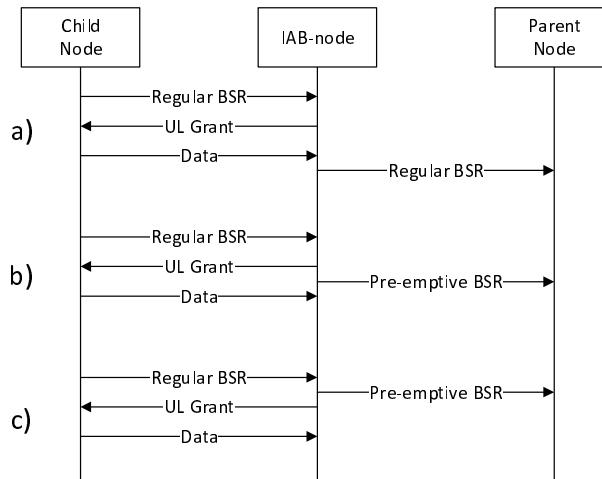 Child
Node
IAB-node
Parent
Node
a)
Regular BSR
UL Grant
Data
Regular BSR
b)
Regular BSR
UL Grant
Pre-emptive BSR
Data
c)
Regular BSR
Pre-emptive BSR
UL Grant
Data